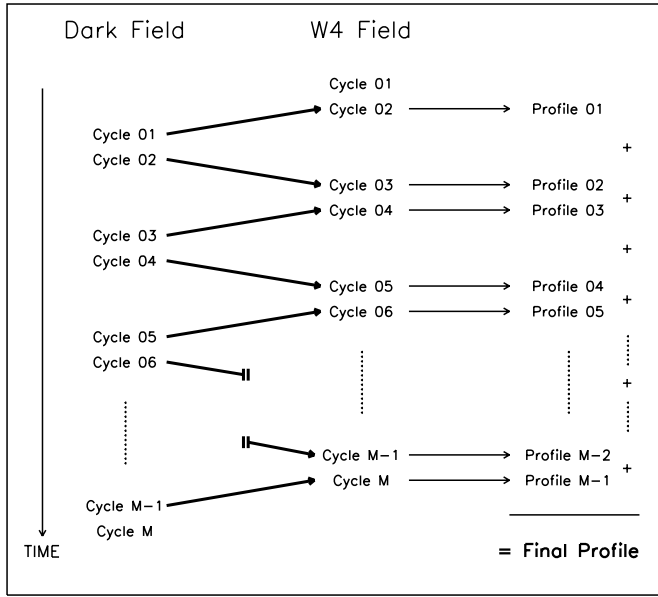 Dark Field W4 Field
Cycle 01
Cycle 02 Profile 01
Cycle 01
+
Cycle 02
Cycle 03 Profile 02
+
Cycle 04 Profile 03
Cycle 03
+
Cycle 04
Cycle 05 Profile 04
+
Cycle 06 Profile 05
Cycle 05
Cycle 06
+
Cycle M-1 Profile M-2
+
Cycle M Profile M-1
Cycle M-1
Cycle M
TIME
= Final Profile